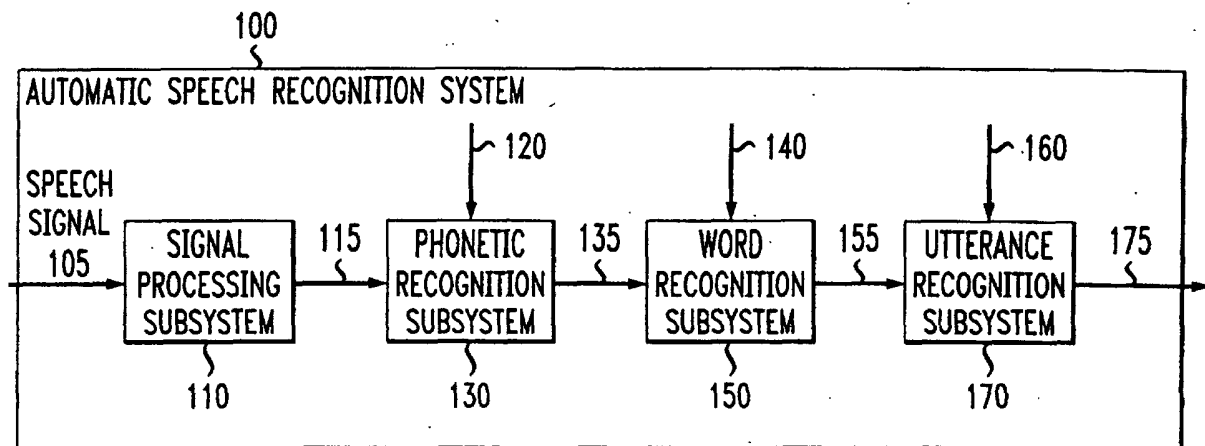 100
AUTOMATIC SPEECH RECOGNITION SYSTEM
120
140
160
SPEECH
SIGNAL
105
SIGNAL
PROCESSING
SUBSYSTEM
115
PHONETIC
RECOGNITION
SUBSYSTEM
135
WORD
RECOGNITION
SUBSYSTEM
155
UTTERANCE
RECOGNITION
SUBSYSTEM
175
110
130
150
170